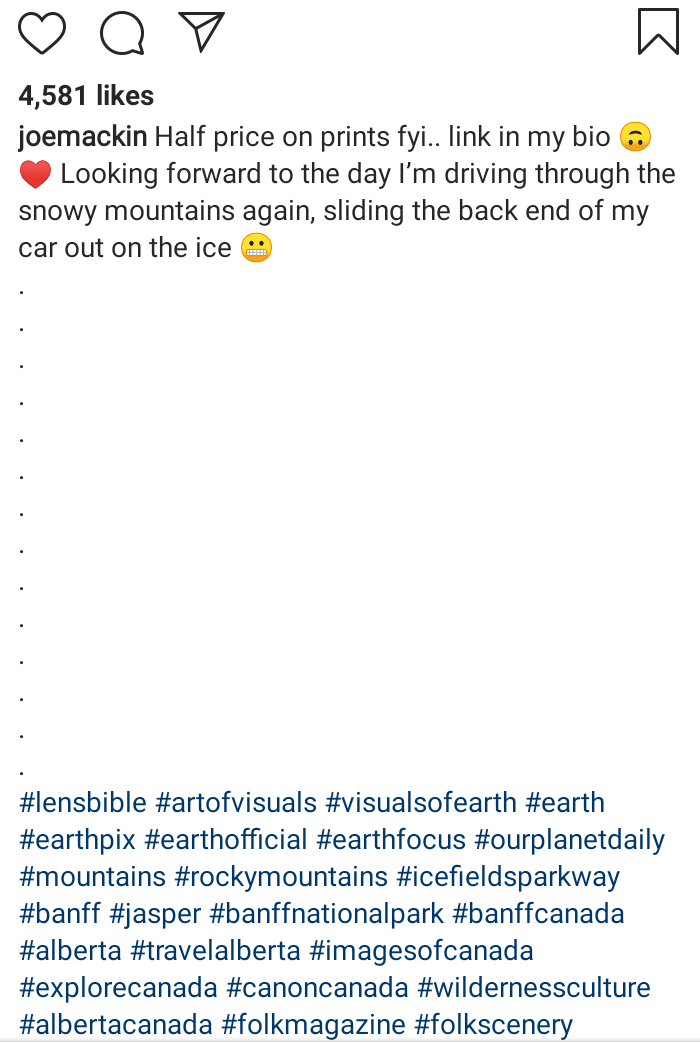 4,581 likes
joemackin Half price on prints fyi.. link in my bio 🙃
❤️ Looking forward to the day I’m driving through the
snowy mountains again, sliding the back end of my
car out on the ice 😬
.
.
.
.
.
.
.
.
.
.
.
.
.
.
#lensbible #artofvisuals #visualsofearth #earth
#earthpix #earthofficial #earthfocus #ourplanetdaily
#mountains #rockymountains #icefieldsparkway
#banff #jasper #banffnationalpark #banffcanada
#alberta #travelalberta #imagesofcanada
#explorecanada #canoncanada #wildernessculture
#albertacanada #folkmagazine #folkscenery